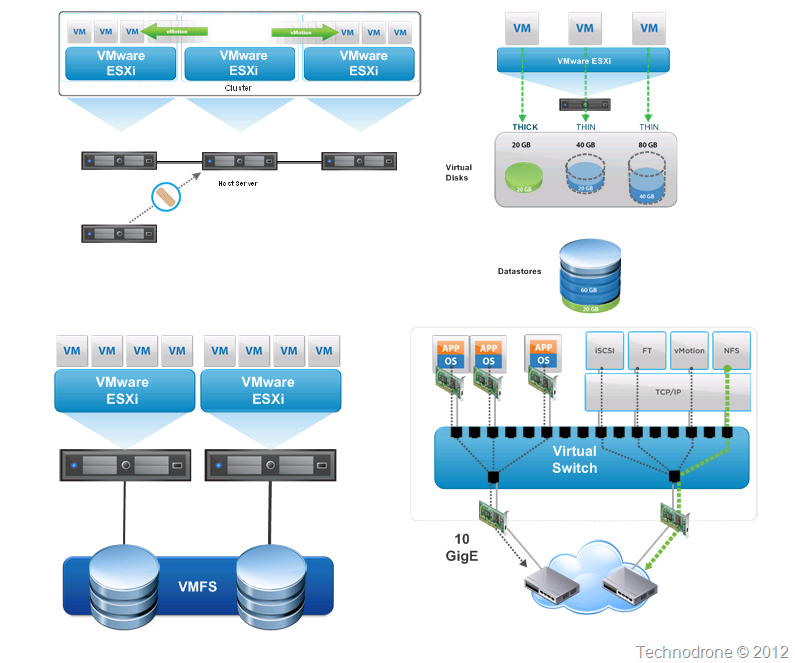 VM VM VM vMotion vMotion VM VM VM
VMware ESXi
VMware ESXi
VMware ESXi
Cluster
Host Server
VM VM VM
VMware ESXi
THICK THIN THIN
20 GB 40 GB 80 GB
Virtual
Disks
20 GB 20 GB 40 GB
Datastores
60 GB
20 GB
VM VM VM VM VM VM VM VM
VMware ESXi
VMware ESXi
VMFS
APP APP APP
OS OS OS
iSCSI FT vMotion NFS
TCP/IP
Virtual
Switch
10
GigE
Technodrone © 2012